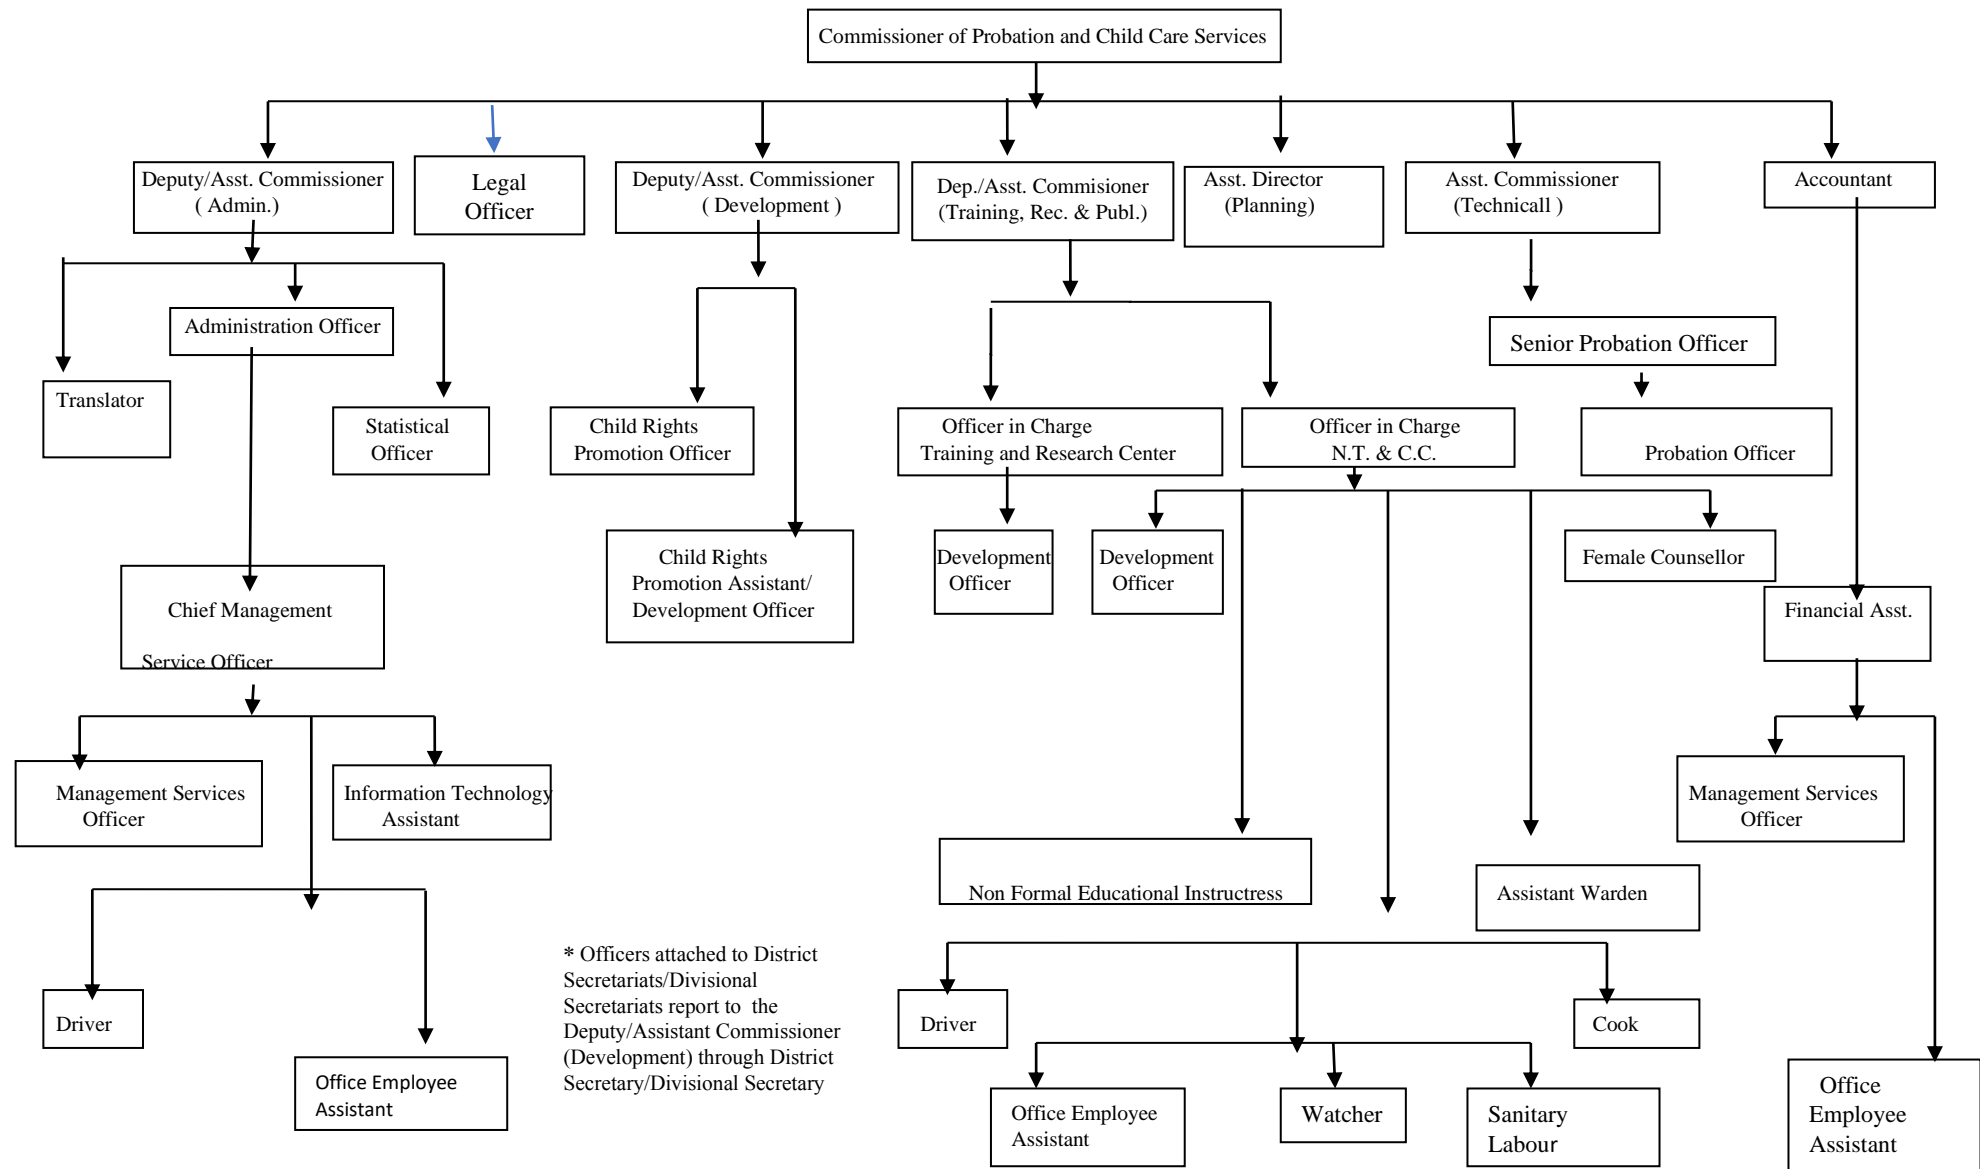 Commissioner of Probation and Child Care Services
Deputy/Asst. Commissioner
( Admin.)
Legal
Officer
Deputy/Asst. Commissioner
( Development )
Dep./Asst. Commisioner
(Training, Rec. & Publ.)
Asst. Director
(Planning)
Asst. Commissioner
(Technicall )
Accountant
Administration Officer
Senior Probation Officer
Translator
Statistical
Officer
Child Rights
Promotion Officer
Officer in Charge
Training and Research Center
Officer in Charge
N.T. & C.C.
Probation Officer
Child Rights
Promotion Assistant/
Development Officer
Development
Officer
Development
Officer
Female Counsellor
Chief Management
Service Officer
Financial Asst.
Management Services
Officer
Information Technology
Assistant
Management Services
Officer
Non Formal Educational Instructress
Assistant Warden
* Officers attached to District
Secretariats/Divisional
Secretariats report to the
Deputy/Assistant Commissioner
(Development) through District
Secretary/Divisional Secretary
Driver
Driver
Cook
Office Employee
Assistant
Office Employee
Assistant
Watcher
Sanitary
Labour
Office
Employee
Assistant